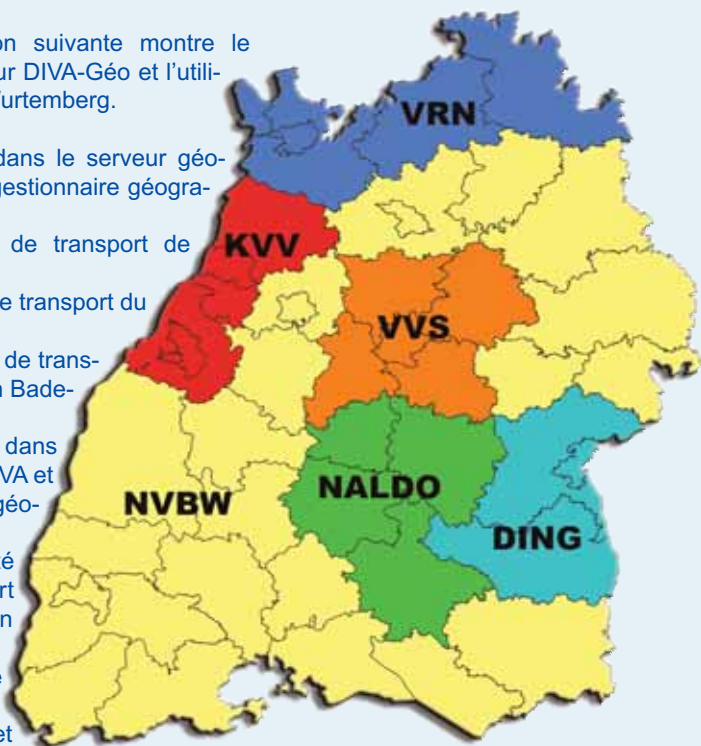 on suivante montre le
ur DIVA-Géo et l'utili-
urtemberg.
dans le serveur géo-
gestionnaire géogra-
de transport de
e transport du
de trans-
Bade-
dans
VA et
géo-
té
rt
n
e
et
VRN
KVV
VVS
NVBW
NALDO
DING